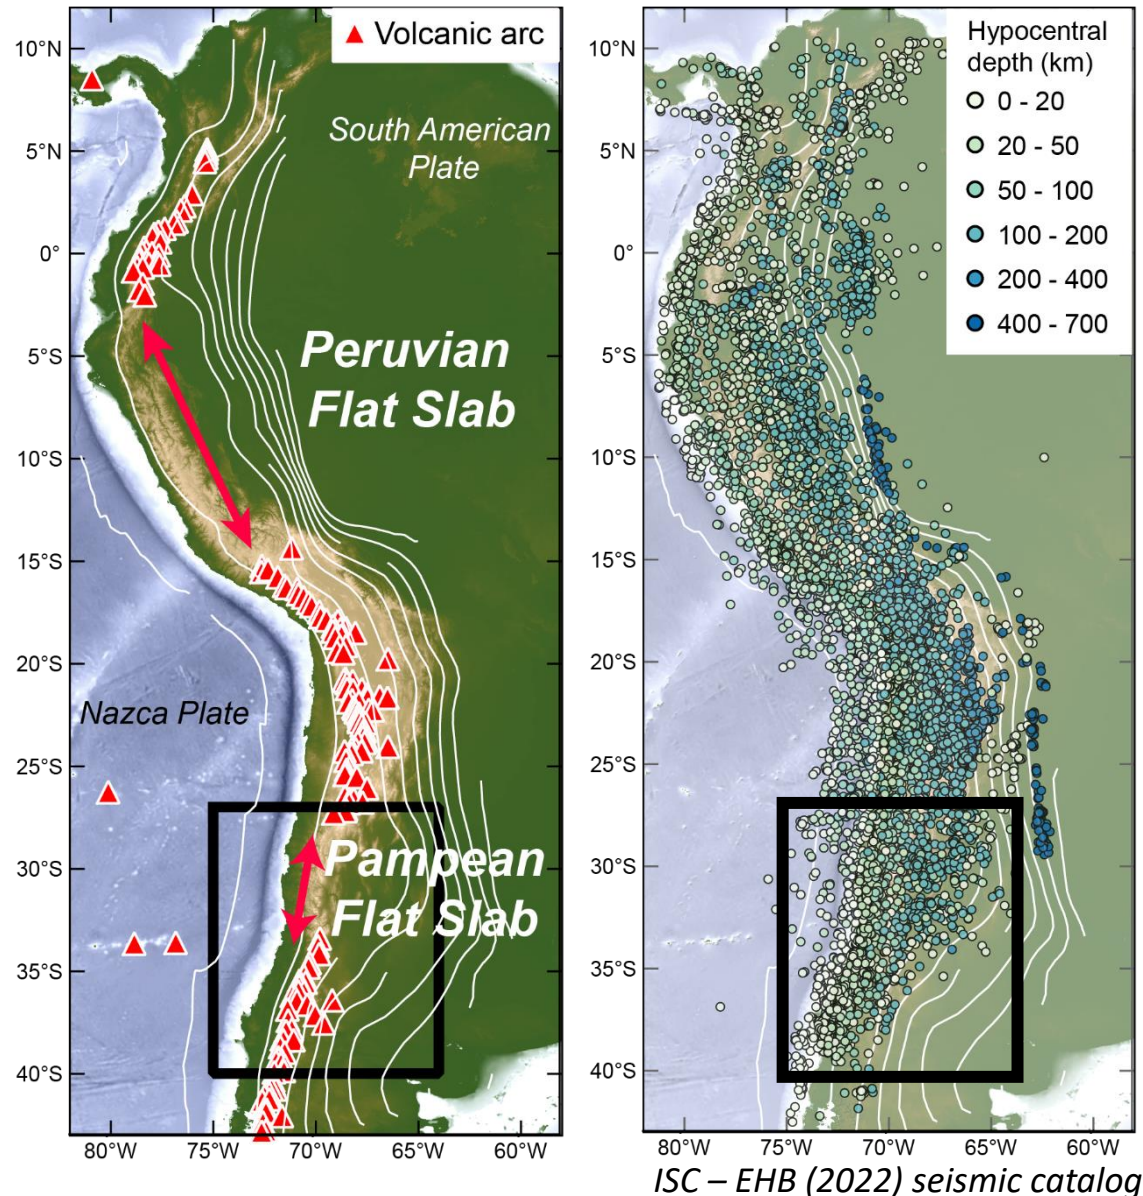 Volcanic arc
South American
Plate
Peruvian
Flat Slab
Nazca Plate
Pampean
Flat Slab
10°N
5°N
0°
5°S
10°S
15°S
20°S
25°S
30°S
35°S
40°S
80°W
75°W
70°W
65°W
60°W
Hypocentral
depth (km)
0 - 20
20 - 50
50 - 100
100 - 200
200 - 400
400 - 700
10°N
5°N
0°
5°S
10°S
15°S
20°S
25°S
30°S
35°S
40°S
80°W
75°W
70°W
65°W
60°W
ISC – EHB (2022) seismic catalog